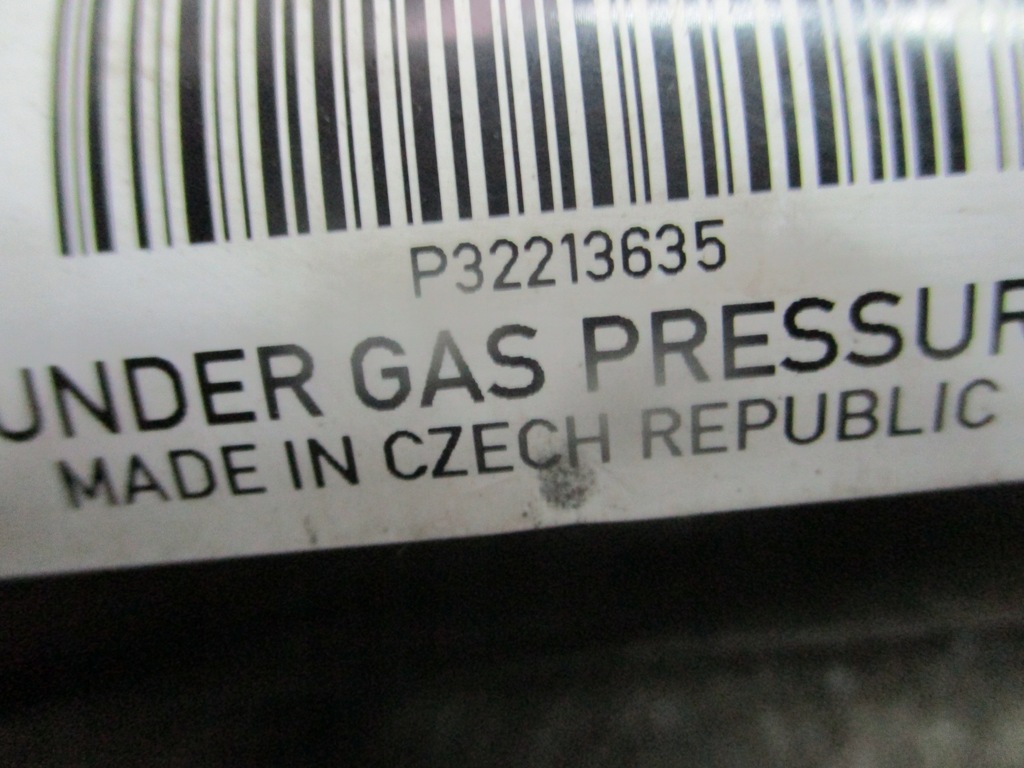 P32213635
UNDER GAS PRESSUR
MADE IN CZECH REPUBLIC